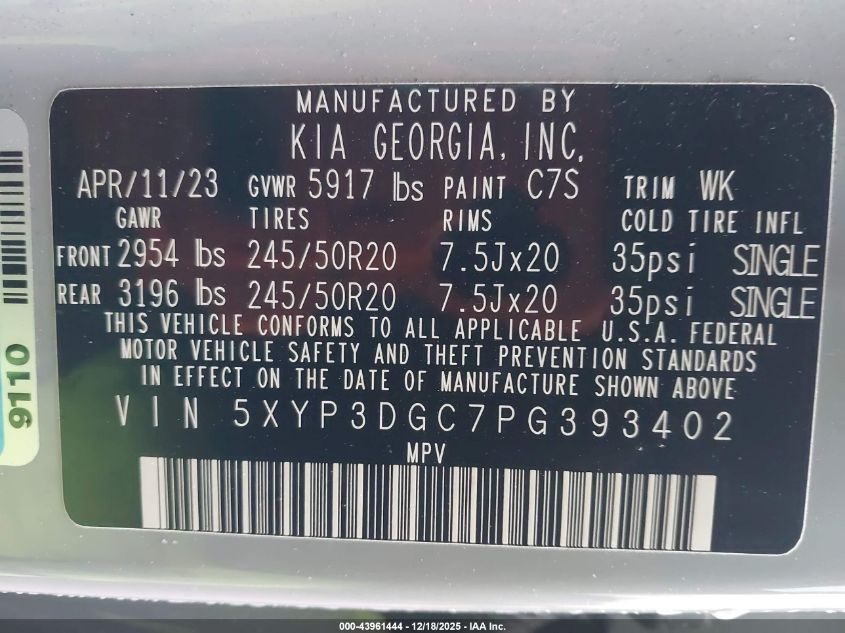 MANUFACTURED BY
KIA GEORGIA, INC.
APR/11/23 GVWR 5917 lbs PAINT C7S TRIM WK
GAWR TIRES RIMS COLD TIRE INFL
FRONT 2954 lbs 245/50R20 7.5Jx20 35psi SINGLE
REAR 3196 lbs 245/50R20 7.5Jx20 35psi SINGLE
THIS VEHICLE CONFORMS TO ALL APPLICABLE U.S.A. FEDERAL
MOTOR VEHICLE SAFETY AND THEFT PREVENTION STANDARDS
IN EFFECT ON THE DATE OF MANUFACTURE SHOWN ABOVE
VIN 5XYP3DGC7PG393402
MPV
9110
000-43961444 - 12/18/2025 - IAA Inc.